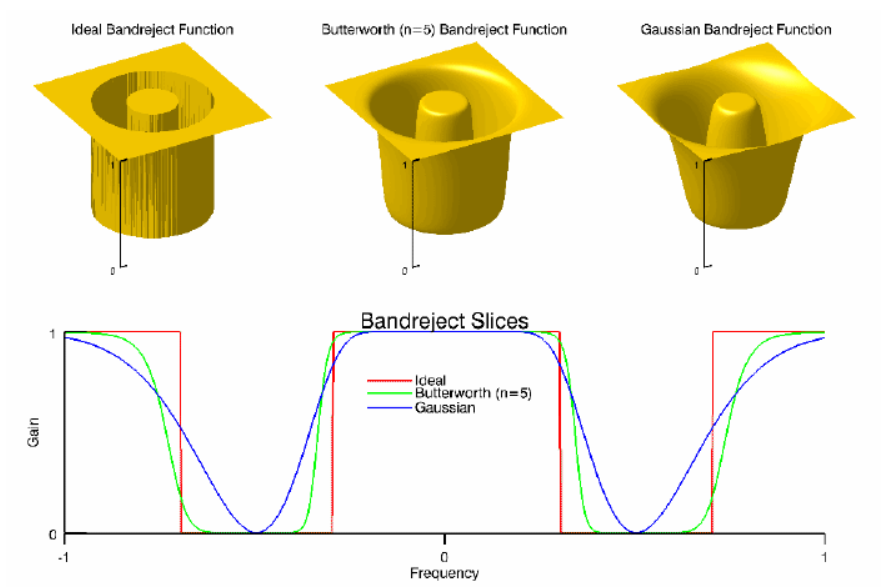 Ideal Bandreject Function
Butterworth (n=5) Bandreject Function
Gaussian Bandreject Function
1
0
1
0
1
0
Bandreject Slices
Ideal
Butterworth (n=5)
Gaussian
Gain
1
0
-1
0
1
Frequency